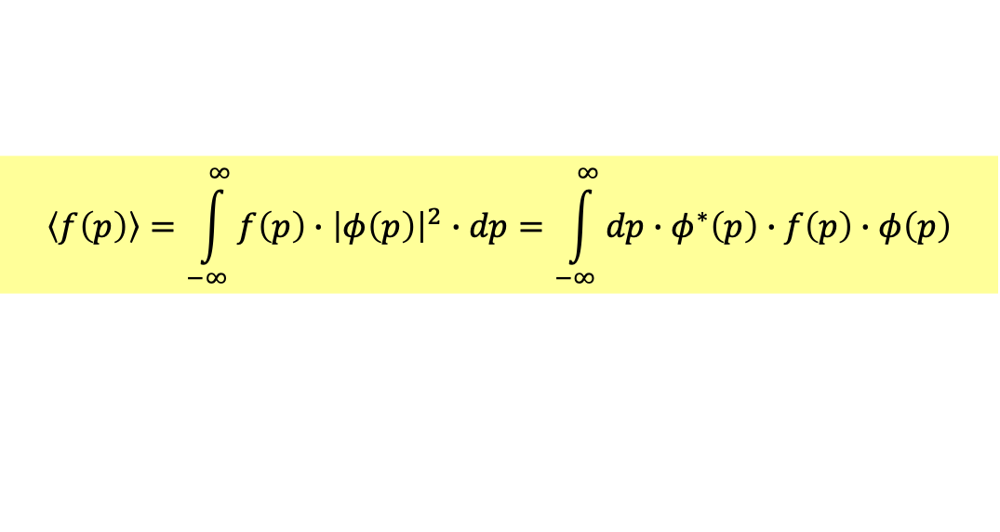 ⟨f(p)⟩ = ∫_{−∞}^{∞} f(p) · |ϕ(p)|² · dp = ∫_{−∞}^{∞} dp · ϕ*(p) · f(p) · ϕ(p)